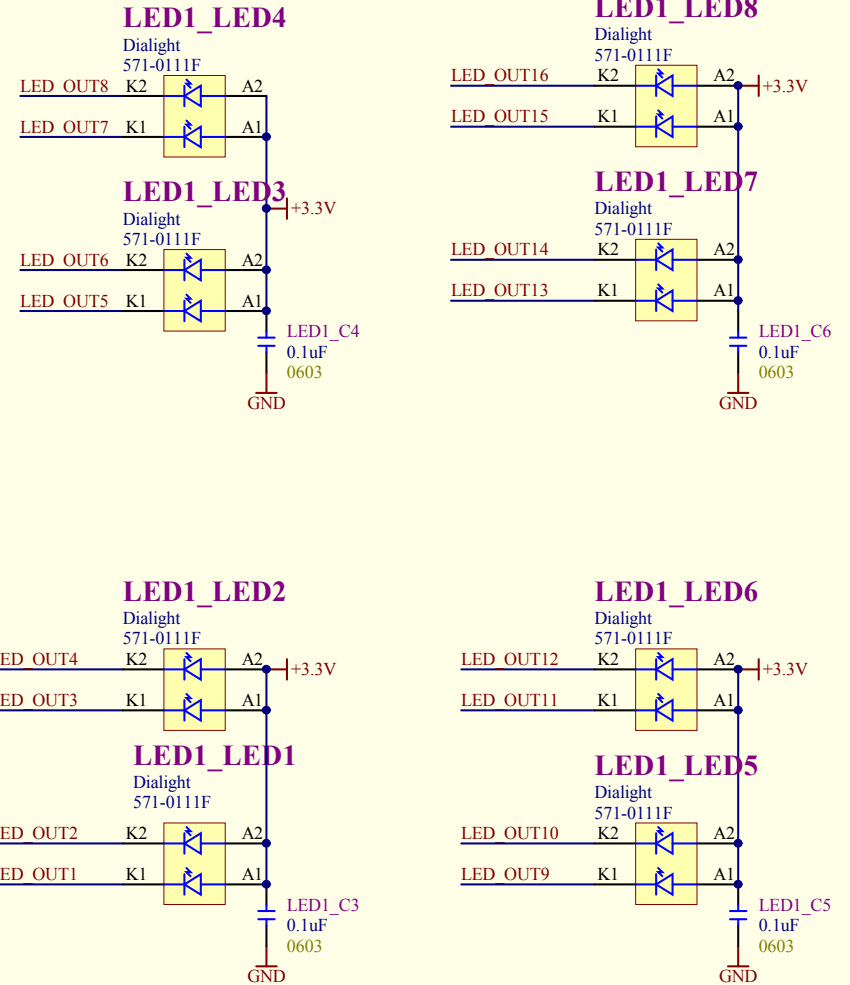 LED1_LED4
Dialight
571-0111F
LED_OUT8 K2 A2
LED_OUT7 K1 A1
LED1_LED3
Dialight
+3.3V
571-0111F
LED_OUT6 K2 A2
LED_OUT5 K1 A1
LED1_C4
0.1uF
0603
GND
LED1_LED8
Dialight
571-0111F
LED_OUT16 K2 A2 +3.3V
LED_OUT15 K1 A1
LED1_LED7
Dialight
571-0111F
LED_OUT14 K2 A2
LED_OUT13 K1 A1
LED1_C6
0.1uF
0603
GND
LED1_LED2
Dialight
571-0111F
ED_OUT4 K2 A2 +3.3V
ED_OUT3 K1 A1
LED1_LED1
Dialight
571-0111F
ED_OUT2 K2 A2
ED_OUT1 K1 A1
LED1_C3
0.1uF
0603
GND
LED1_LED6
Dialight
571-0111F
LED_OUT12 K2 A2 +3.3V
LED_OUT11 K1 A1
LED1_LED5
Dialight
571-0111F
LED_OUT10 K2 A2
LED_OUT9 K1 A1
LED1_C5
0.1uF
0603
GND